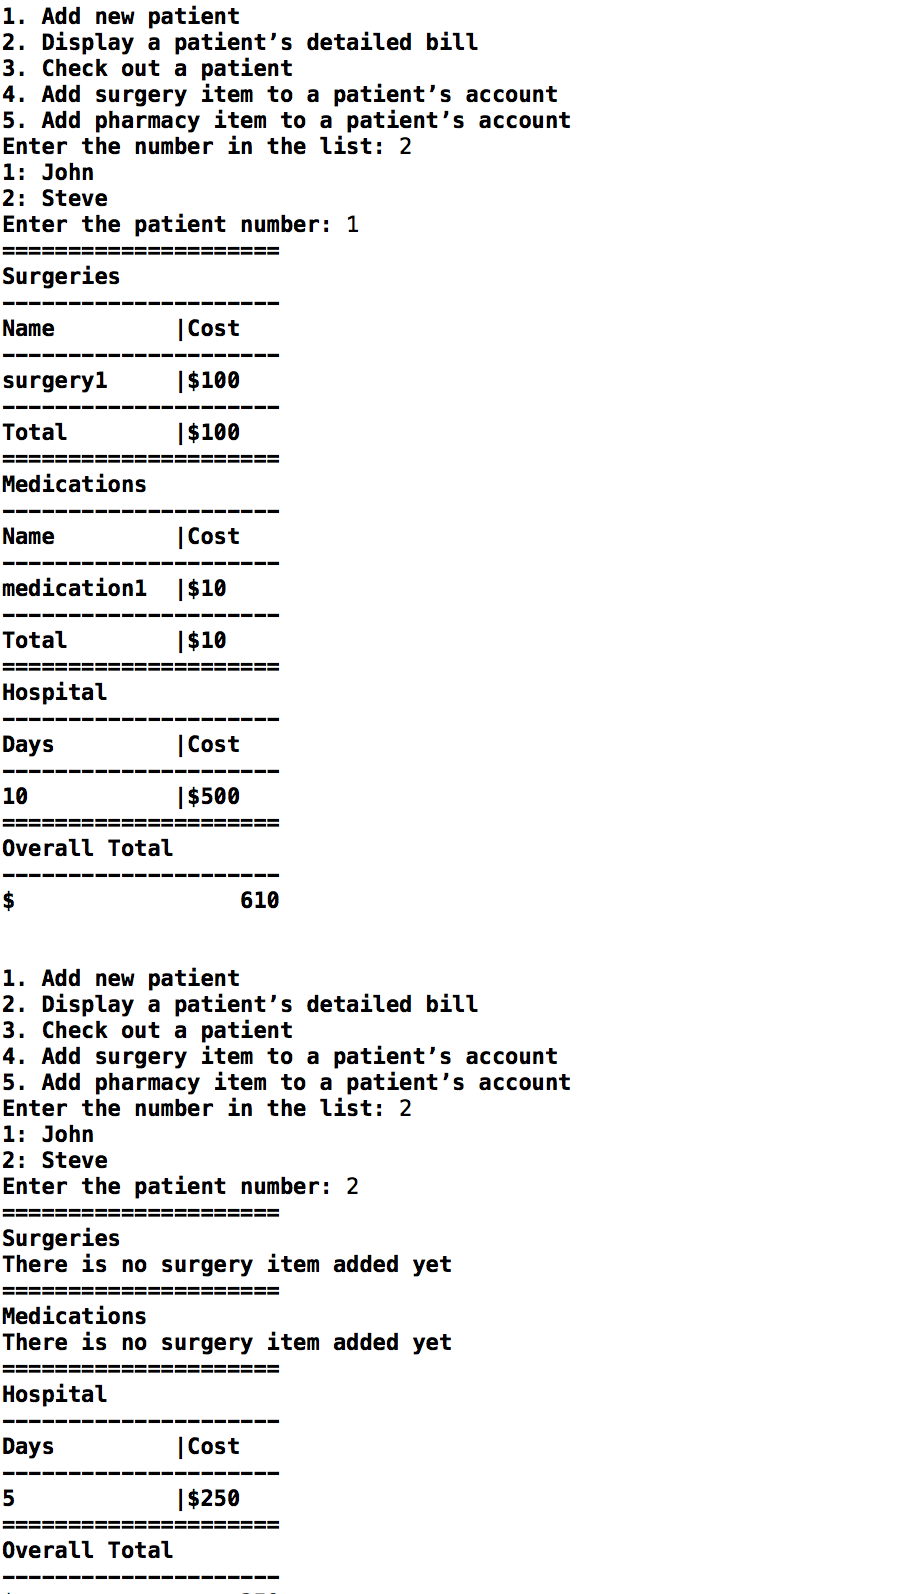 1. Add new patient
2. Display a patient’s detailed bill
3. Check out a patient
4. Add surgery item to a patient’s account
5. Add pharmacy item to a patient’s account
Enter the number in the list: 2
1: John
2: Steve
Enter the patient number: 1
=====================
Surgeries
---------------------
Name         |Cost
---------------------
surgery1     |$100
---------------------
Total        |$100
=====================
Medications
---------------------
Name         |Cost
---------------------
medication1  |$10
---------------------
Total        |$10
=====================
Hospital
---------------------
Days         |Cost
---------------------
10           |$500
=====================
Overall Total
---------------------
$                 610
1. Add new patient
2. Display a patient’s detailed bill
3. Check out a patient
4. Add surgery item to a patient’s account
5. Add pharmacy item to a patient’s account
Enter the number in the list: 2
1: John
2: Steve
Enter the patient number: 2
=====================
Surgeries
There is no surgery item added yet
=====================
Medications
There is no surgery item added yet
=====================
Hospital
---------------------
Days         |Cost
---------------------
5            |$250
=====================
Overall Total
---------------------